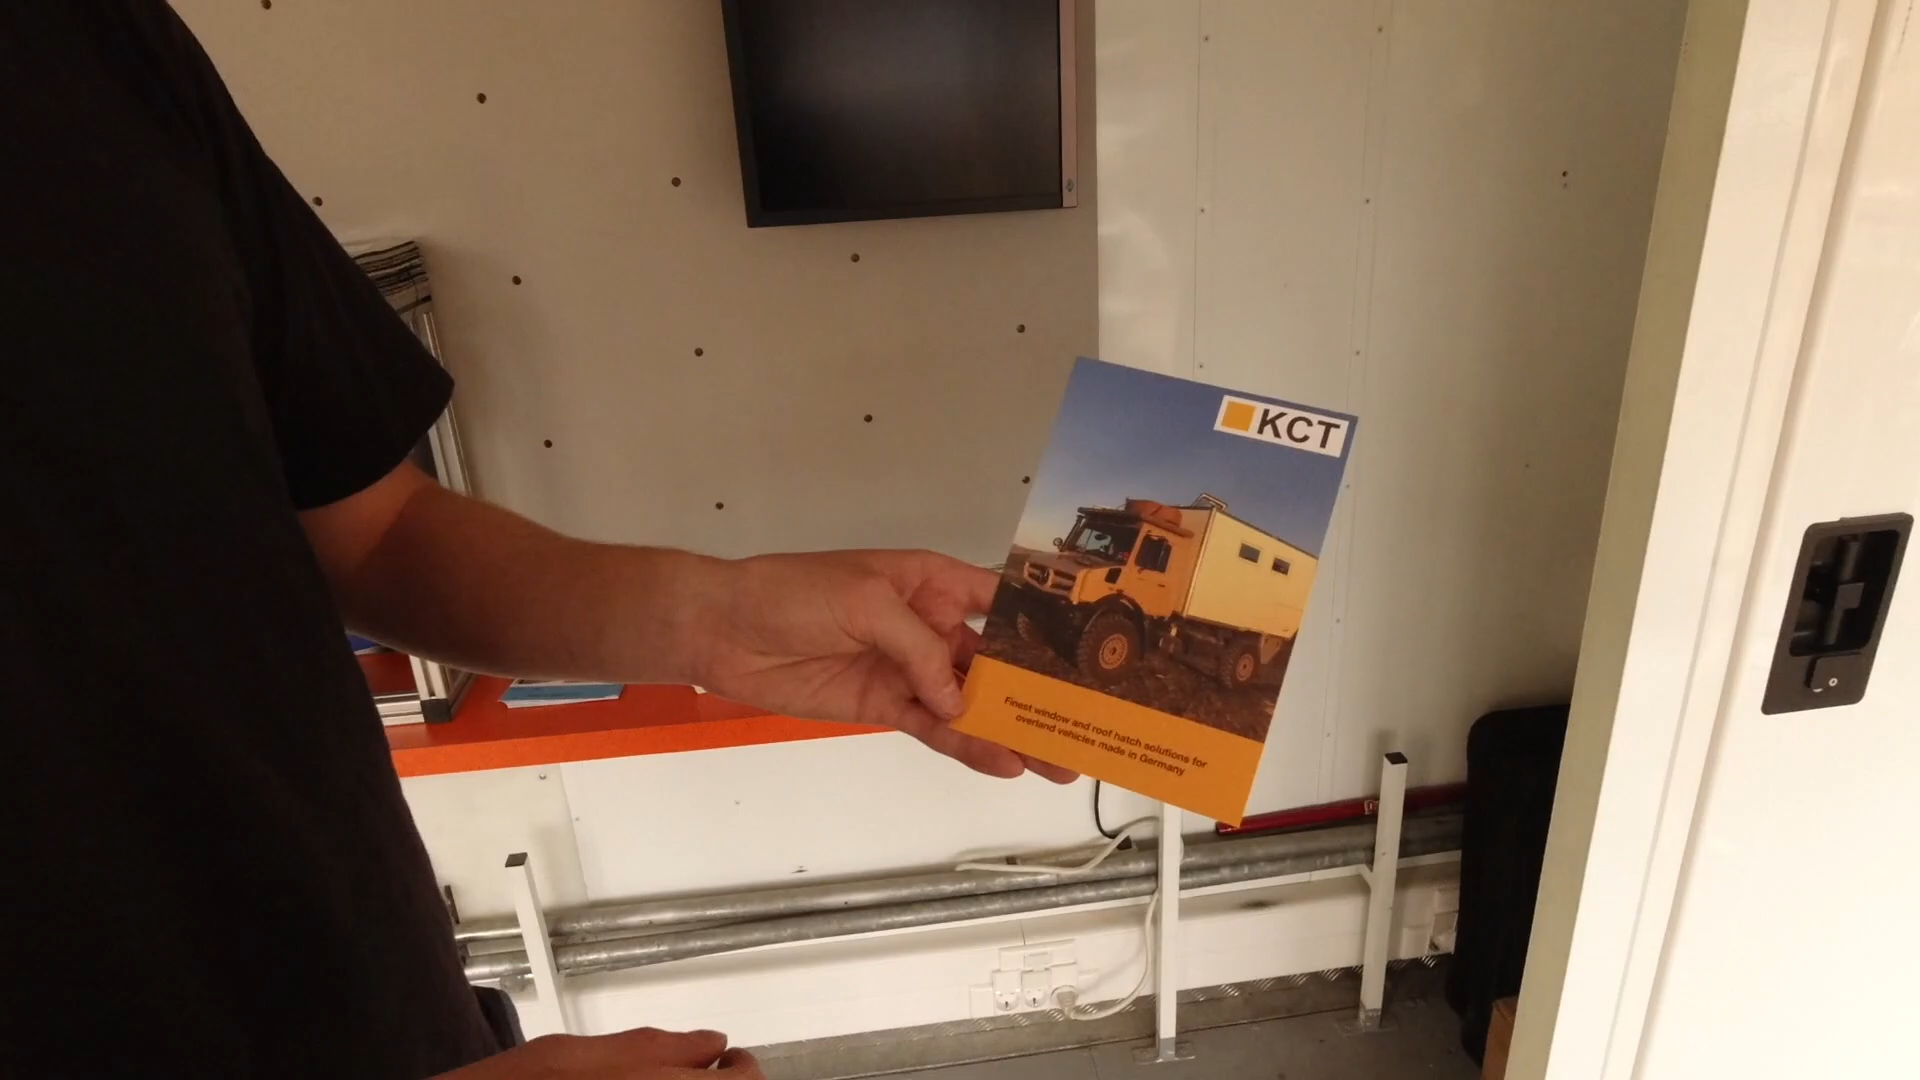 KCT
Finest window and roof hatch solutions for
overland vehicles made in Germany